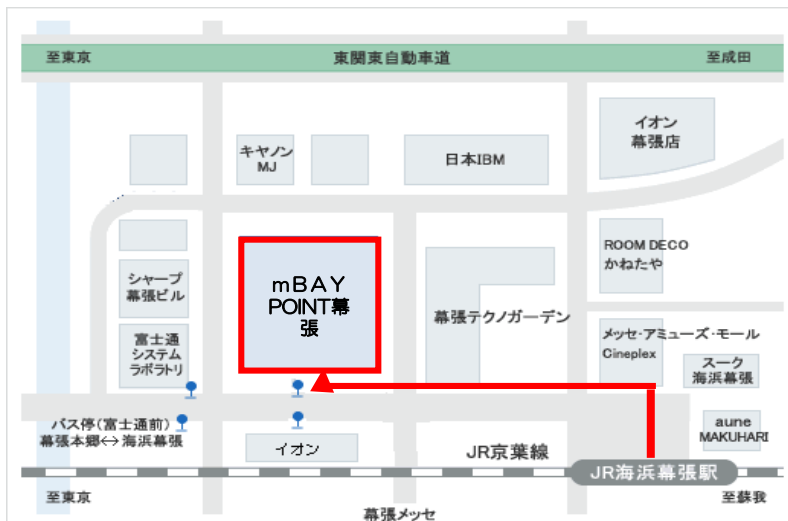 至東京
東関東自動車道
至成田
イオン
幕張店
キヤノン
MJ
日本IBM
ROOM DECO
かねたや
シャープ
幕張ビル
mBAY
POINT幕
張
幕張テクノガーデン
富士通
システム
ラボラトリ
メッセ・アミューズ・モール
Cineplex
スーク
海浜幕張
バス停(富士通前)
幕張本郷↔海浜幕張
イオン
JR京葉線
aune
MAKUHARI
JR海浜幕張駅
至東京
幕張メッセ
至蘇我